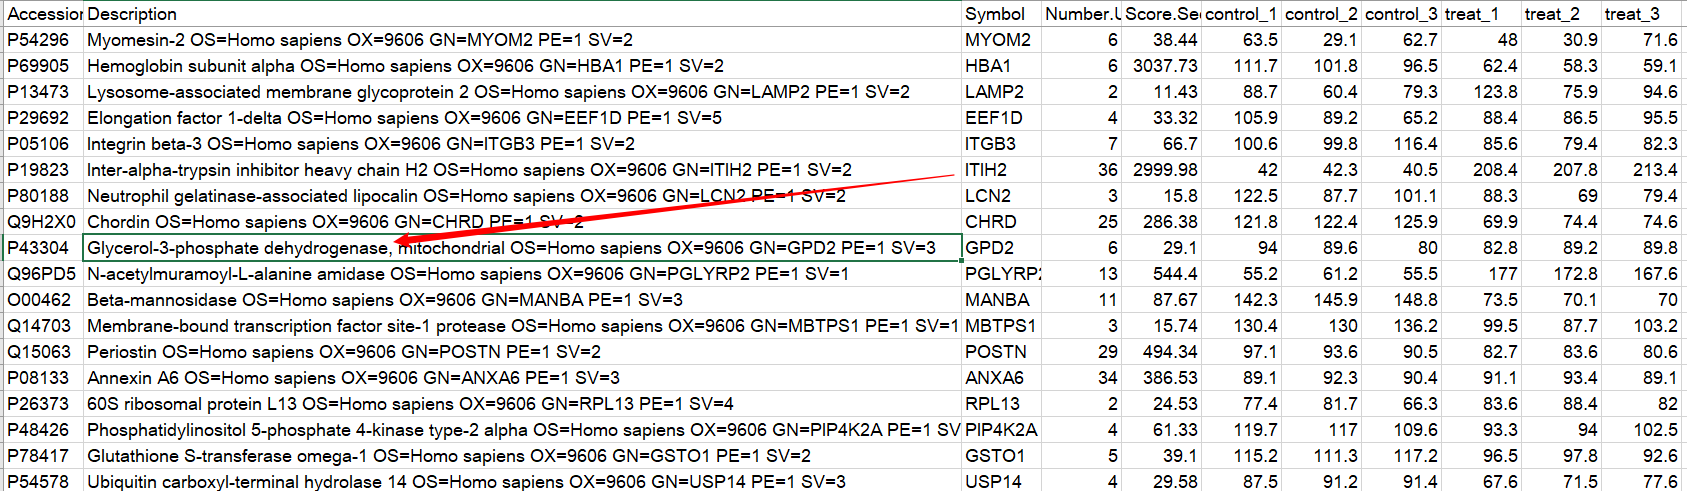 Accession Description Symbol Number.U Score.Se control_1 control_2 control_3 treat_1 treat_2 treat_3
P54296 Myomesin-2 OS=Homo sapiens OX=9606 GN=MYOM2 PE=1 SV=2 MYOM2 6 38.44 63.5 29.1 62.7 48 30.9 71.6
P69905 Hemoglobin subunit alpha OS=Homo sapiens OX=9606 GN=HBA1 PE=1 SV=2 HBA1 6 3037.73 111.7 101.8 96.5 62.4 58.3 59.1
P13473 Lysosome-associated membrane glycoprotein 2 OS=Homo sapiens OX=9606 GN=LAMP2 PE=1 SV=2 LAMP2 2 11.43 88.7 60.4 79.3 123.8 75.9 94.6
P29692 Elongation factor 1-delta OS=Homo sapiens OX=9606 GN=EEF1D PE=1 SV=5 EEF1D 4 33.32 105.9 89.2 65.2 88.4 86.5 95.5
P05106 Integrin beta-3 OS=Homo sapiens OX=9606 GN=ITGB3 PE=1 SV=2 ITGB3 7 66.7 100.6 99.8 116.4 85.6 79.4 82.3
P19823 Inter-alpha-trypsin inhibitor heavy chain H2 OS=Homo sapiens OX=9606 GN=ITIH2 PE=1 SV=2 ITIH2 36 2999.98 42 42.3 40.5 208.4 207.8 213.4
P80188 Neutrophil gelatinase-associated lipocalin OS=Homo sapiens OX=9606 GN=LCN2 PE=1 SV=2 LCN2 3 15.8 122.5 87.7 101.1 88.3 69 79.4
Q9H2X0 Chordin OS=Homo sapiens OX=9606 GN=CHRD PE=1 SV=2 CHRD 25 286.38 121.8 122.4 125.9 69.9 74.4 74.6
P43304 Glycerol-3-phosphate dehydrogenase, mitochondrial OS=Homo sapiens OX=9606 GN=GPD2 PE=1 SV=3 GPD2 6 29.1 94 89.6 80 82.8 89.2 89.8
Q96PD5 N-acetylmuramoyl-L-alanine amidase OS=Homo sapiens OX=9606 GN=PGLYRP2 PE=1 SV=1 PGLYRP2 13 544.4 55.2 61.2 55.5 177 172.8 167.6
O00462 Beta-mannosidase OS=Homo sapiens OX=9606 GN=MANBA PE=1 SV=3 MANBA 11 87.67 142.3 145.9 148.8 73.5 70.1 70
Q14703 Membrane-bound transcription factor site-1 protease OS=Homo sapiens OX=9606 GN=MBTPS1 PE=1 SV=1 MBTPS1 3 15.74 130.4 130 136.2 99.5 87.7 103.2
Q15063 Periostin OS=Homo sapiens OX=9606 GN=POSTN PE=1 SV=2 POSTN 29 494.34 97.1 93.6 90.5 82.7 83.6 80.6
P08133 Annexin A6 OS=Homo sapiens OX=9606 GN=ANXA6 PE=1 SV=3 ANXA6 34 386.53 89.1 92.3 90.4 91.1 93.4 89.1
P26373 60S ribosomal protein L13 OS=Homo sapiens OX=9606 GN=RPL13 PE=1 SV=4 RPL13 2 24.53 77.4 81.7 66.3 83.6 88.4 82
P48426 Phosphatidylinositol 5-phosphate 4-kinase type-2 alpha OS=Homo sapiens OX=9606 GN=PIP4K2A PE=1 SV PIP4K2A 4 61.33 119.7 117 109.6 93.3 94 102.5
P78417 Glutathione S-transferase omega-1 OS=Homo sapiens OX=9606 GN=GSTO1 PE=1 SV=2 GSTO1 5 39.1 115.2 111.3 117.2 96.5 97.8 92.6
P54578 Ubiquitin carboxyl-terminal hydrolase 14 OS=Homo sapiens OX=9606 GN=USP14 PE=1 SV=3 USP14 4 29.58 87.5 91.2 91.4 67.6 71.5 77.6